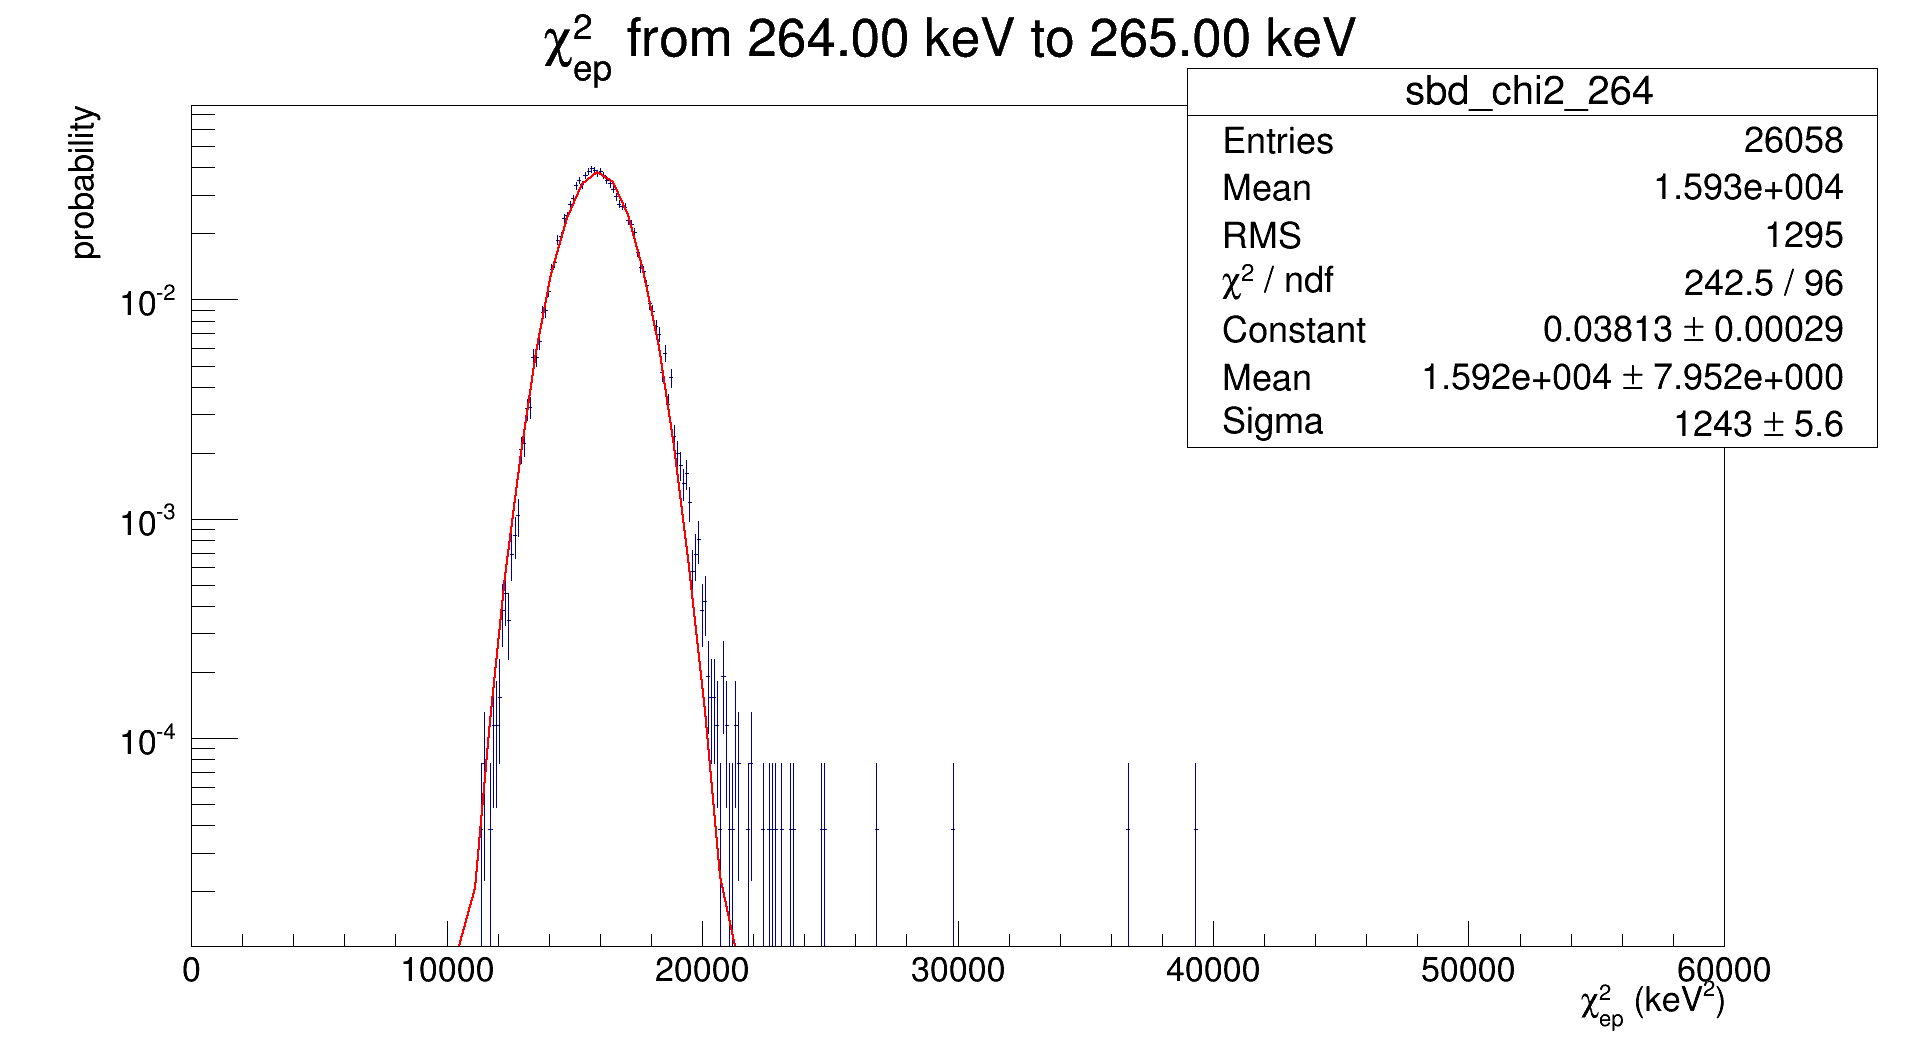 χ²ep from 264.00 keV to 265.00 keV
sbd_chi2_264
Entries 26058
Mean 1.593e+004
RMS 1295
χ² / ndf 242.5 / 96
Constant 0.03813 ± 0.00029
Mean 1.592e+004 ± 7.952e+000
Sigma 1243 ± 5.6
probability
10⁻²
10⁻³
10⁻⁴
0 10000 20000 30000 40000 50000 60000
χ²ep (keV²)